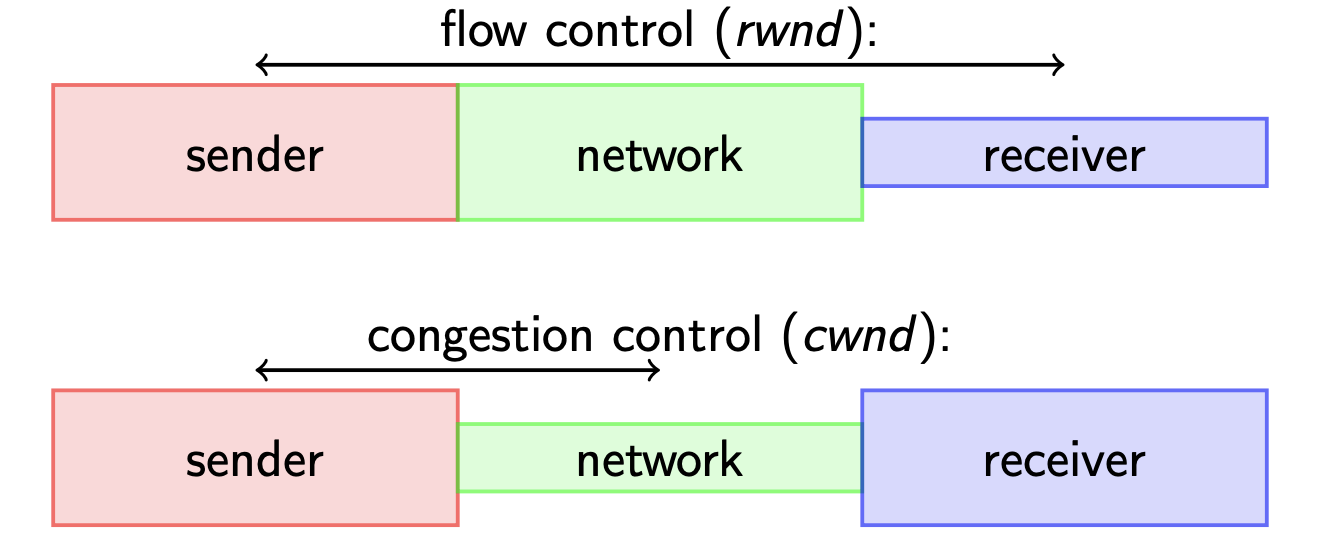 flow control (rwnd):
sender network receiver
congestion control (cwnd):
sender network receiver